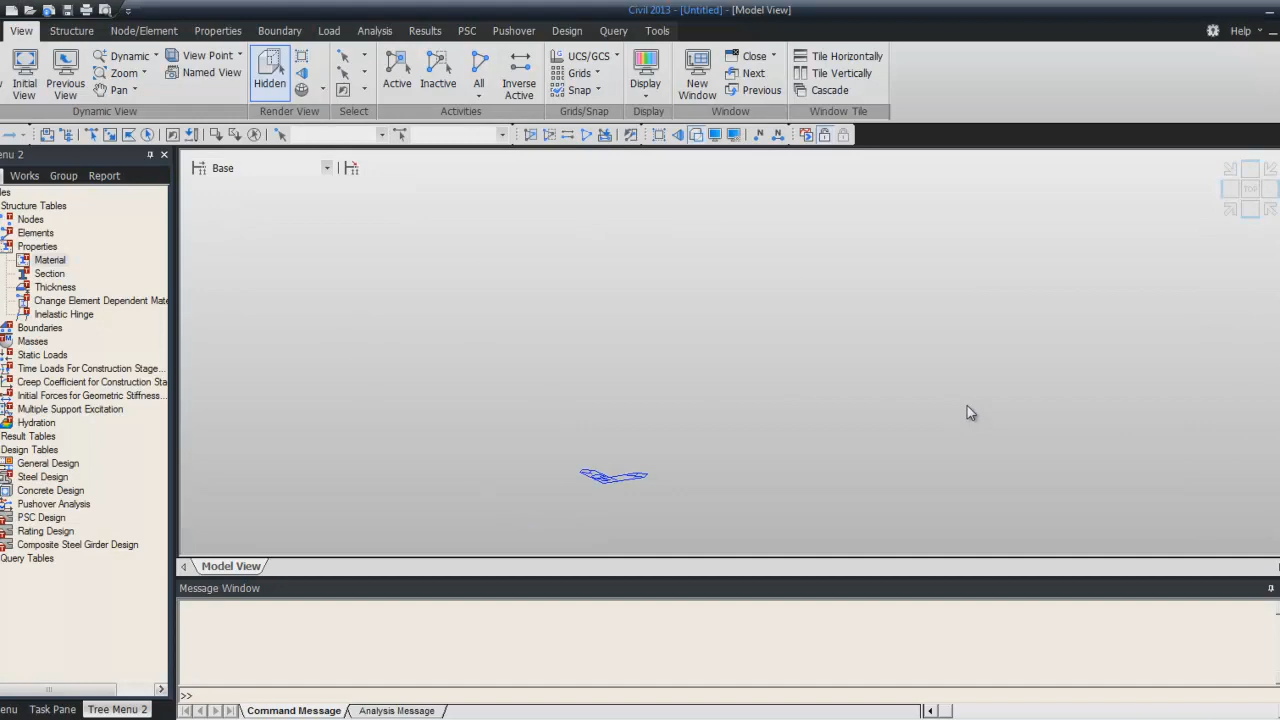 Civil 2013 - [Untitled] - [Model View]
View Structure Node/Element Properties Boundary Load Analysis Results PSC Pushover Design Query Tools Help
Initial View
Previous View
Dynamic
Zoom
Pan
View Point
Named View
Dynamic View
Hidden
Render View
Select
Active
Inactive
All
Inverse Active
Activities
UCS/GCS
Grids
Snap
Grids/Snap
Display
Display
New Window
Close
Next
Previous
Window
Tile Horizontally
Tile Vertically
Cascade
Window Tile
enu 2
Works Group Report
les
Structure Tables
Nodes
Elements
Properties
Material
Section
Thickness
Change Element Dependent Mate
Inelastic Hinge
Boundaries
Masses
Static Loads
Time Loads For Construction Stage...
Creep Coefficient for Construction Sta
Initial Forces for Geometric Stiffness...
Multiple Support Excitation
Hydration
Result Tables
Design Tables
General Design
Steel Design
Concrete Design
Pushover Analysis
PSC Design
Rating Design
Composite Steel Girder Design
Query Tables
enu Task Pane Tree Menu 2
Base
TOP
Model View
Message Window
>>
Command Message Analysis Message